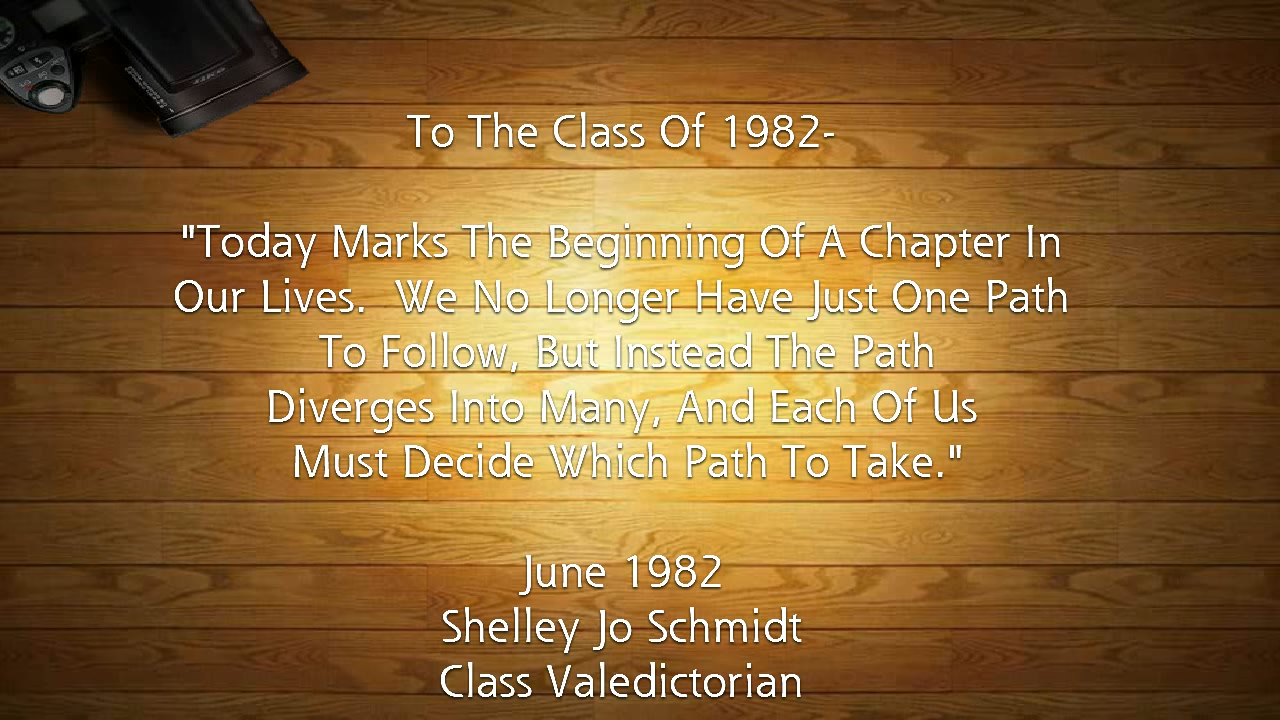 To The Class Of 1982-
"Today Marks The Beginning Of A Chapter In
Our Lives.  We No Longer Have Just One Path
To Follow, But Instead The Path
Diverges Into Many, And Each Of Us
Must Decide Which Path To Take."
June 1982
Shelley Jo Schmidt
Class Valedictorian